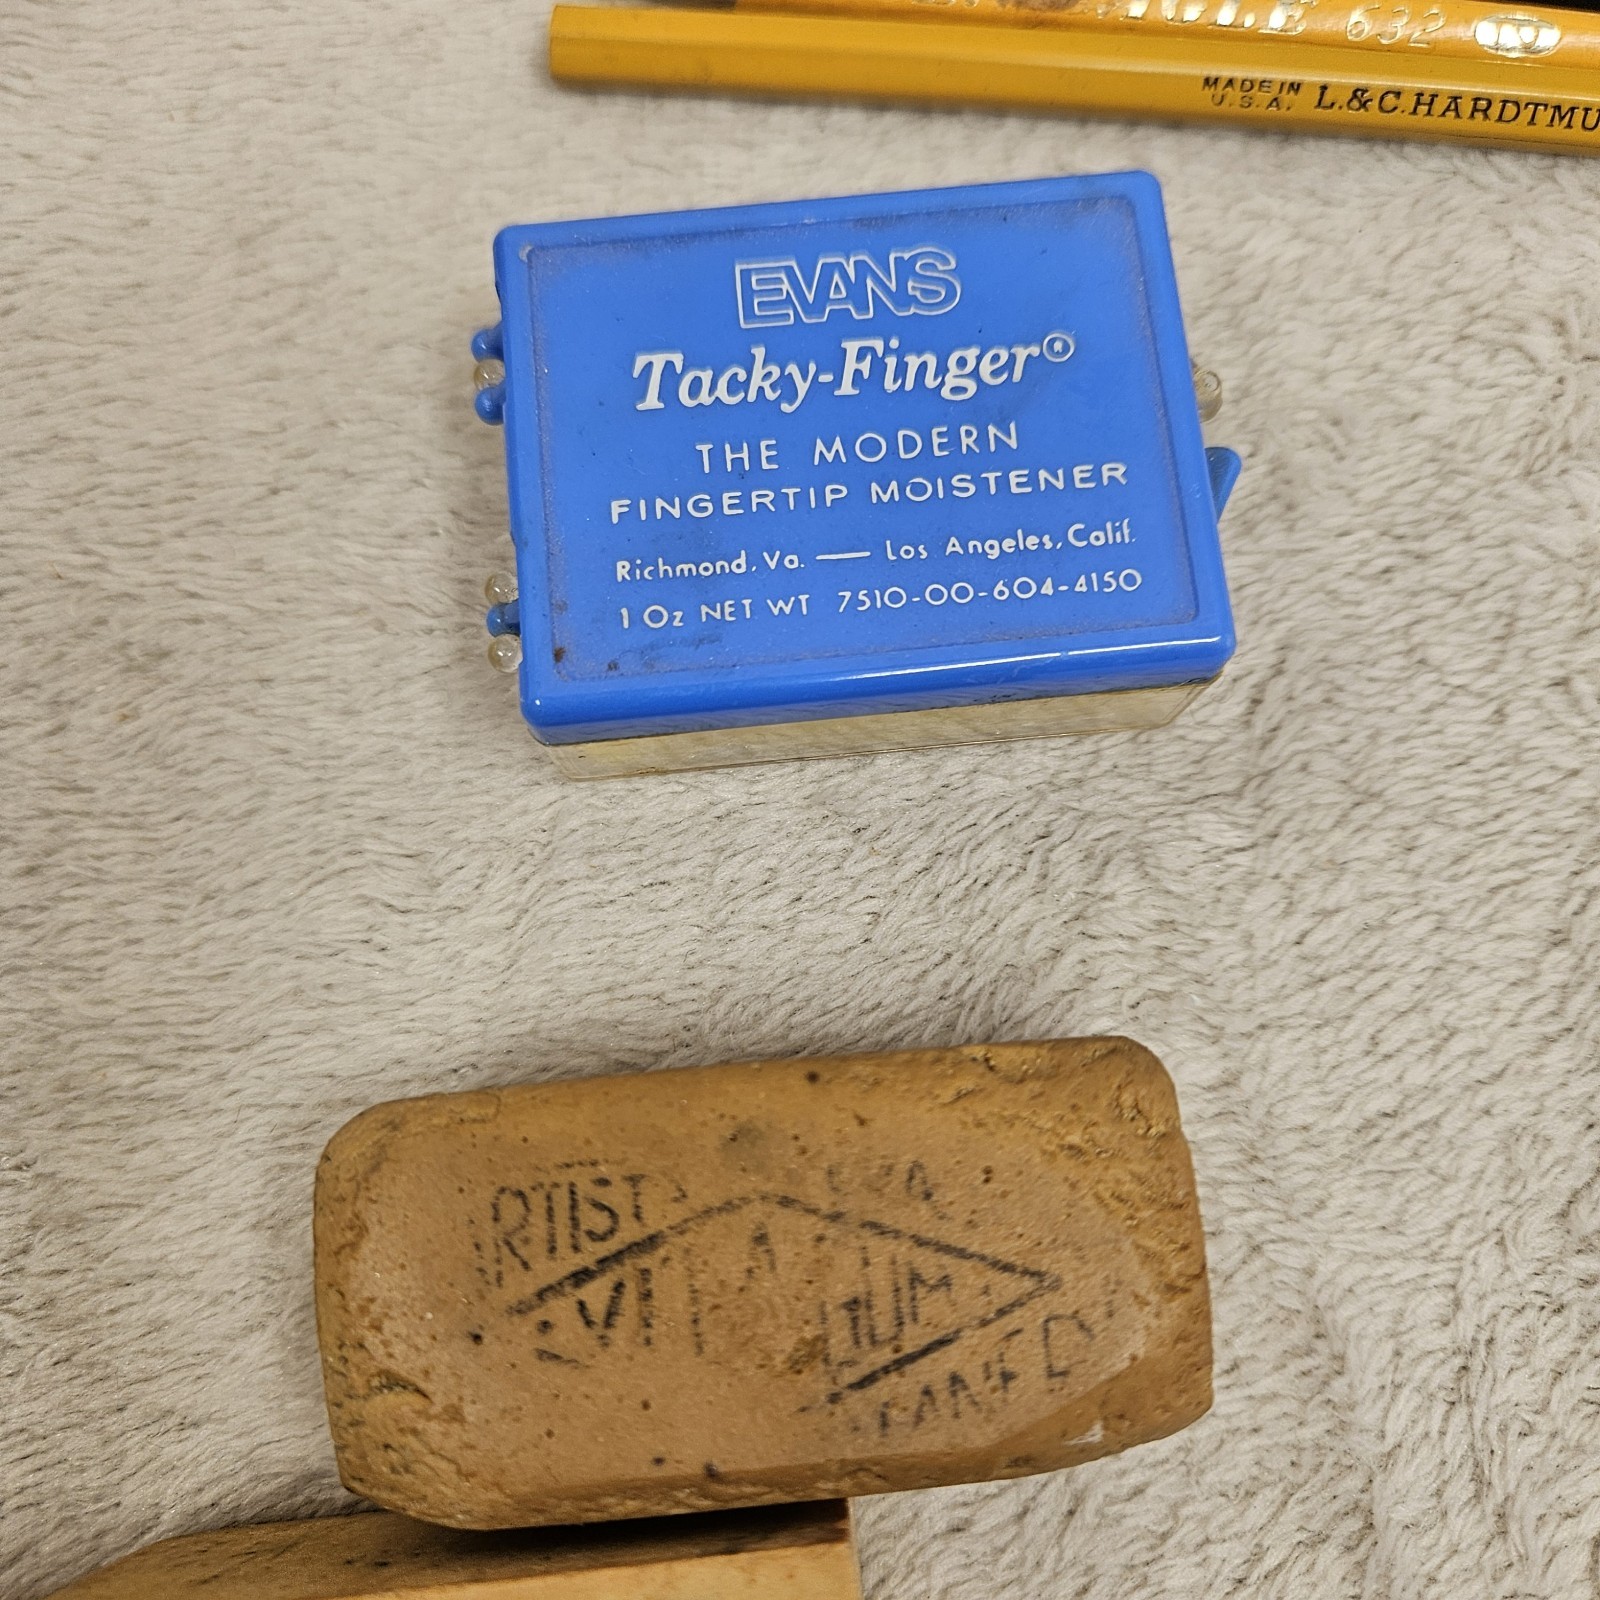 632
MADE IN
U.S.A.
L.&C.HARDTMU
EVANS
Tacky-Finger®
THE MODERN
FINGERTIP MOISTENER
Richmond, Va. — Los Angeles, Calif.
1 Oz NET WT 7510-00-604-4150